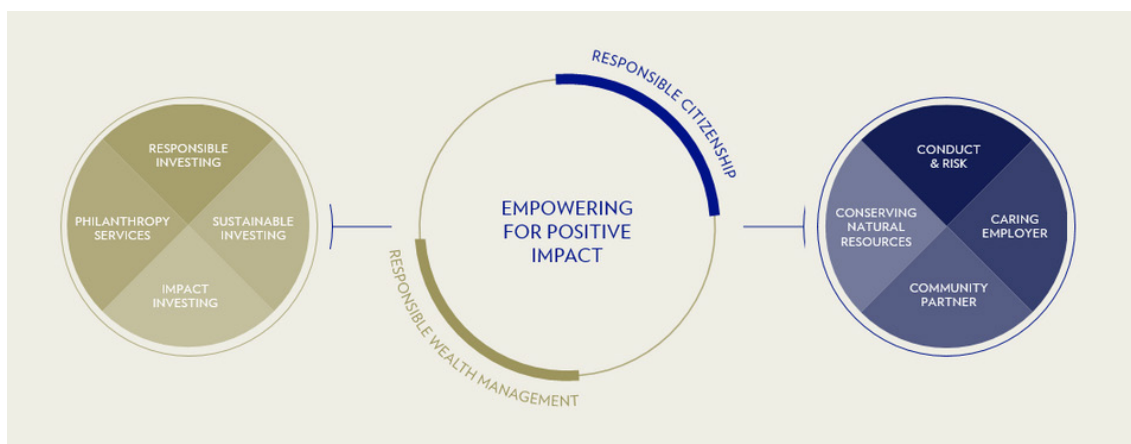 RESPONSIBLE
INVESTING
PHILANTHROPY
SERVICES
SUSTAINABLE
INVESTING
IMPACT
INVESTING
RESPONSIBLE CITIZENSHIP
EMPOWERING
FOR POSITIVE
IMPACT
RESPONSIBLE WEALTH MANAGEMENT
CONDUCT
& RISK
CONSERVING
NATURAL
RESOURCES
CARING
EMPLOYER
COMMUNITY
PARTNER